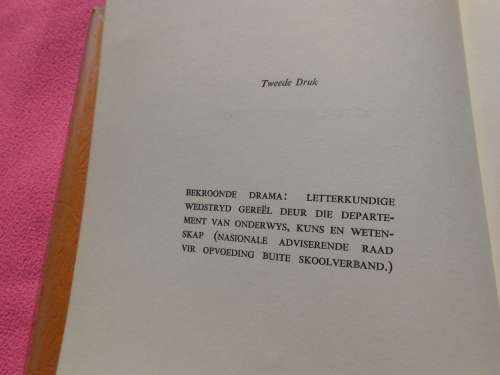 Tweede Druk
BEKROONDE DRAMA: LETTERKUNDIGE
WEDSTRYD GEREËL DEUR DIE DEPARTE-
MENT VAN ONDERWYS, KUNS EN WETEN-
SKAP (NASIONALE ADVISERENDE RAAD
VIR OPVOEDING BUITE SKOOLVERBAND.)